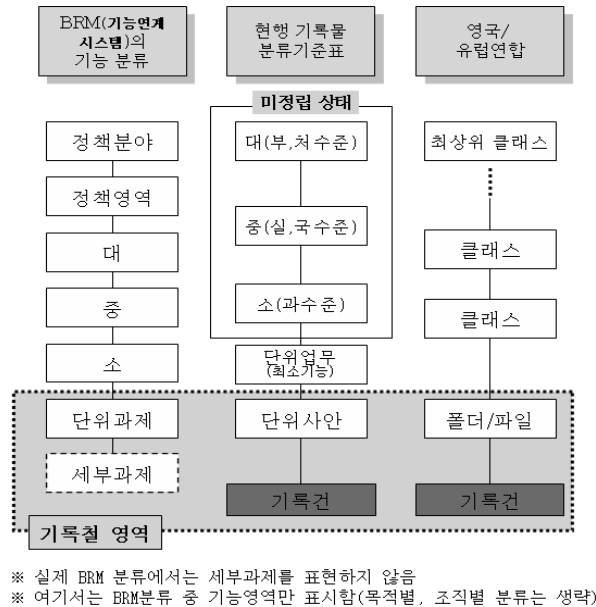 BRM(기능연계
시스템)의
기능 분류
현행 기록물
분류기준표
영국/
유럽연합
미정립 상태
정책분야
대(부,처수준)
최상위 클래스
정책영역
중(실,국수준)
대
클래스
중
소(과수준)
클래스
소
단위업무
(최소기능)
단위과제
단위사안
폴더/파일
세부과제
기록건
기록건
기록철 영역
※ 실제 BRM 분류에서는 세부과제를 표현하지 않음
※ 여기서는 BRM분류 중 기능영역만 표시함(목적별, 조직별 분류는 생략)